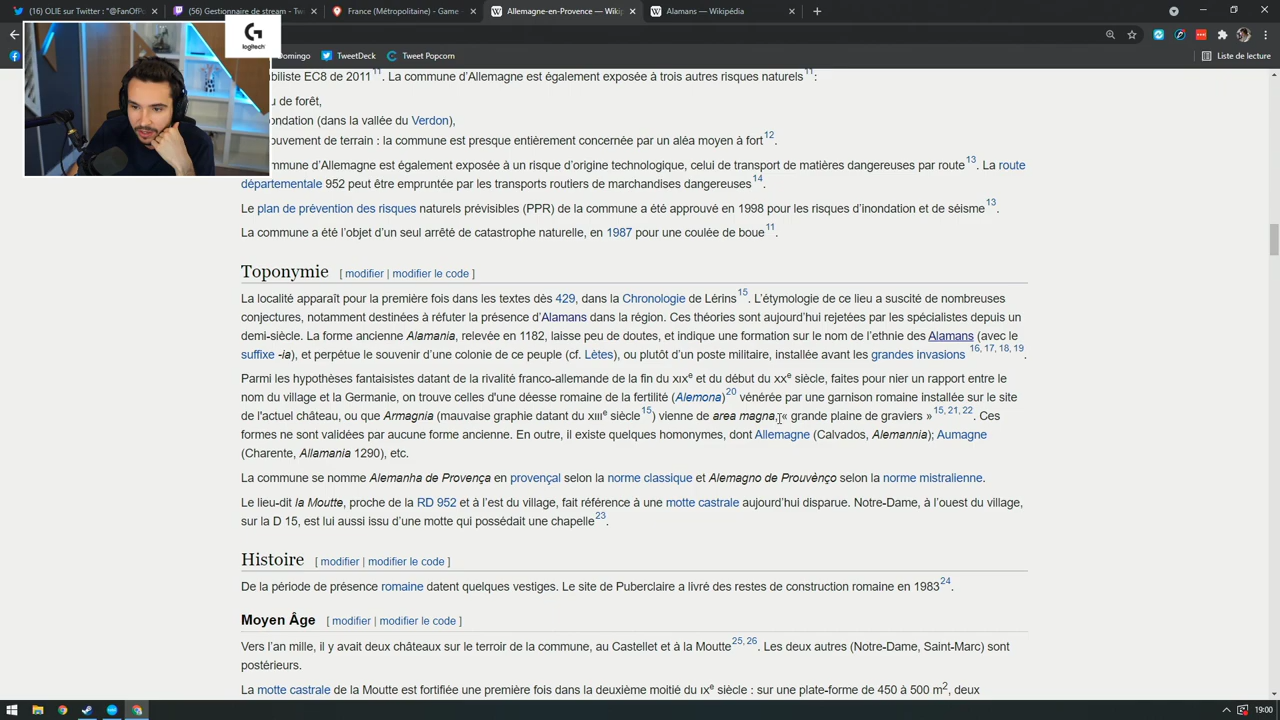 (16) OLIE sur Twitter : "@FanOfPo
(16) Gestionnaire de stream - T
France (Métropolitaine) - Gam
Allemagne-en-Provence — Wiki
Alamans — Wikipédia
logitech
Domingo
TweetDeck
Tweetdeck Popcorn
Liste de lecture
biliste EC8 de 2011 11. La commune d'Allemagne est également exposée à trois autres risques naturels 11 :
u de forêt,
ondation (dans la vallée du Verdon),
ouvement de terrain : la commune est presque entièrement concernée par un aléa moyen à fort 12.
mmune d'Allemagne est également exposée à un risque d'origine technologique, celui de transport de matières dangereuses par route 13. La route
départementale 952 peut être empruntée par les transports routiers de marchandises dangereuses 14.
Le plan de prévention des risques naturels prévisibles (PPR) de la commune a été approuvé en 1998 pour les risques d'inondation et de séisme 13.
La commune a été l'objet d'un seul arrêté de catastrophe naturelle, en 1987 pour une coulée de boue 11.
Toponymie [ modifier | modifier le code ]
La localité apparaît pour la première fois dans les textes dès 429, dans la Chronologie de Lérins 15. L'étymologie de ce lieu a suscité de nombreuses
conjectures, notamment destinées à réfuter la présence d'Alamans dans la région. Ces théories sont aujourd'hui rejetées par les spécialistes depuis un
demi-siècle. La forme ancienne Alamania, relevée en 1182, laisse peu de doutes, et indique une formation sur le nom de l'ethnie des Alamans (avec le
suffixe -ia), et perpétue le souvenir d'une colonie de ce peuple (cf. Lètes), ou plutôt d'un poste militaire, installée avant les grandes invasions 16, 17, 18, 19.
Parmi les hypothèses fantaisistes datant de la rivalité franco-allemande de la fin du XIXe et du début du XXe siècle, faites pour nier un rapport entre le
nom du village et la Germanie, on trouve celles d'une déesse romaine de la fertilité (Alemona) 20 vénérée par une garnison romaine installée sur le site
de l'actuel château, ou que Armagnia (mauvaise graphie datant du XIIIe siècle 15) vienne de area magna, « grande plaine de graviers » 15, 21, 22. Ces
formes ne sont validées par aucune forme ancienne. En outre, il existe quelques homonymes, dont Allemagne (Calvados, Alemannia); Aumagne
(Charente, Allamania 1290), etc.
La commune se nomme Alemanha de Provença en provençal selon la norme classique et Alemagno de Prouvènço selon la norme mistralienne.
Le lieu-dit la Moutte, proche de la RD 952 et à l'est du village, fait référence à une motte castrale aujourd'hui disparue. Notre-Dame, à l'ouest du village,
sur la D 15, est lui aussi issu d'une motte qui possédait une chapelle 23.
Histoire [ modifier | modifier le code ]
De la période de présence romaine datent quelques vestiges. Le site de Puberclaire a livré des restes de construction romaine en 1983 24.
Moyen Âge [ modifier | modifier le code ]
Vers l'an mille, il y avait deux châteaux sur le terroir de la commune, au Castellet et à la Moutte 25, 26. Les deux autres (Notre-Dame, Saint-Marc) sont
postérieurs.
La motte castrale de la Moutte est fortifiée une première fois dans la deuxième moitié du IXe siècle : sur une plate-forme de 450 à 500 m2, deux
19:00